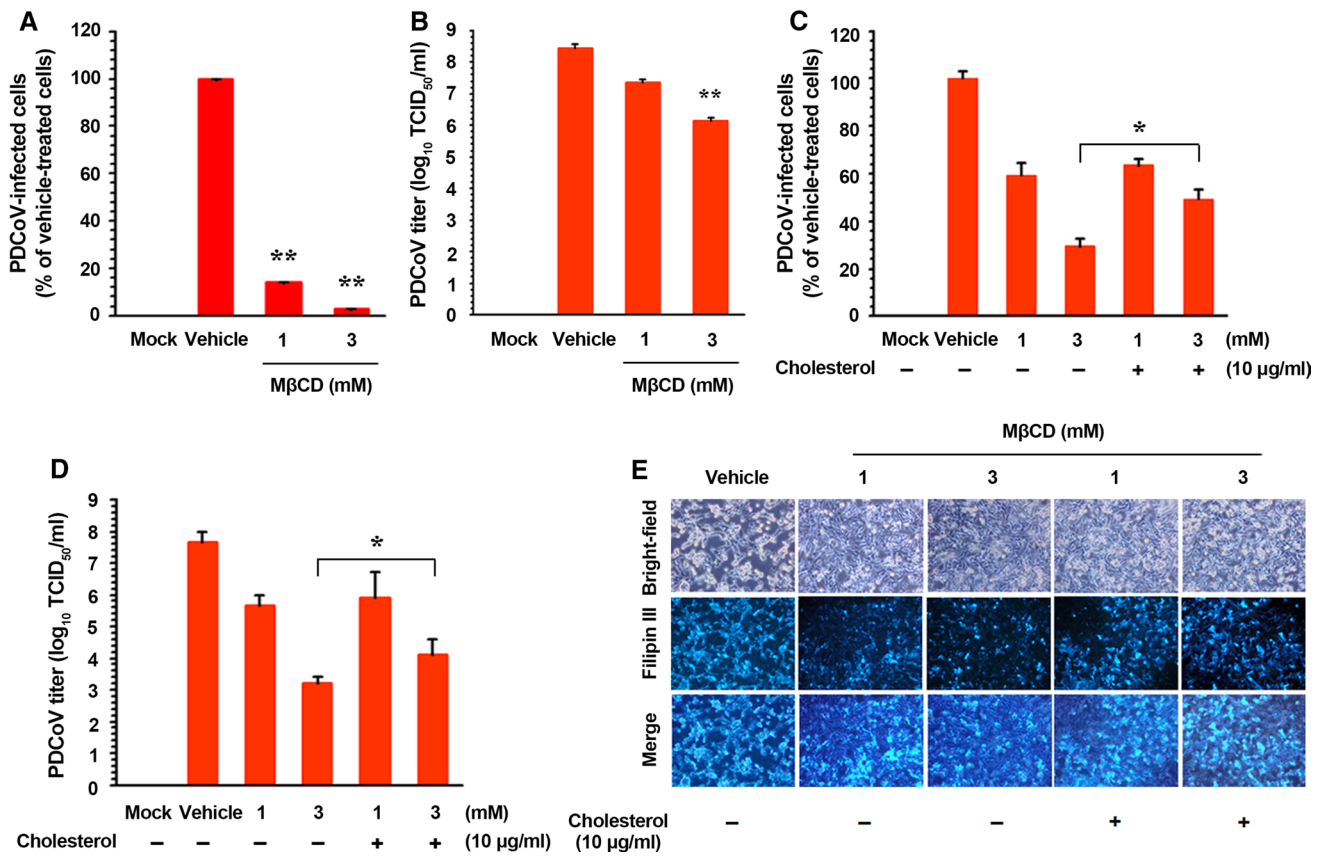 A
PDCoV-infected cells
(% of vehicle-treated cells)
120
100
80
60
40
20
0
**
**
Mock Vehicle 1 3
MβCD (mM)
B
PDCoV titer (log10 TCID50/ml)
9
8
7
6
5
4
3
2
1
0
**
Mock Vehicle 1 3
MβCD (mM)
C
PDCoV-infected cells
(% of vehicle-treated cells)
120
100
80
60
40
20
0
*
Mock Vehicle 1 3 1 3 (mM)
Cholesterol − − − − + + (10 µg/ml)
D
PDCoV titer (log10 TCID50/ml)
9
8
7
6
5
4
3
2
1
0
*
Mock Vehicle 1 3 1 3 (mM)
Cholesterol − − − − + + (10 µg/ml)
E
MβCD (mM)
Vehicle 1 3 1 3
Bright-field
Filipin III
Merge
Cholesterol − − − + +
(10 µg/ml)